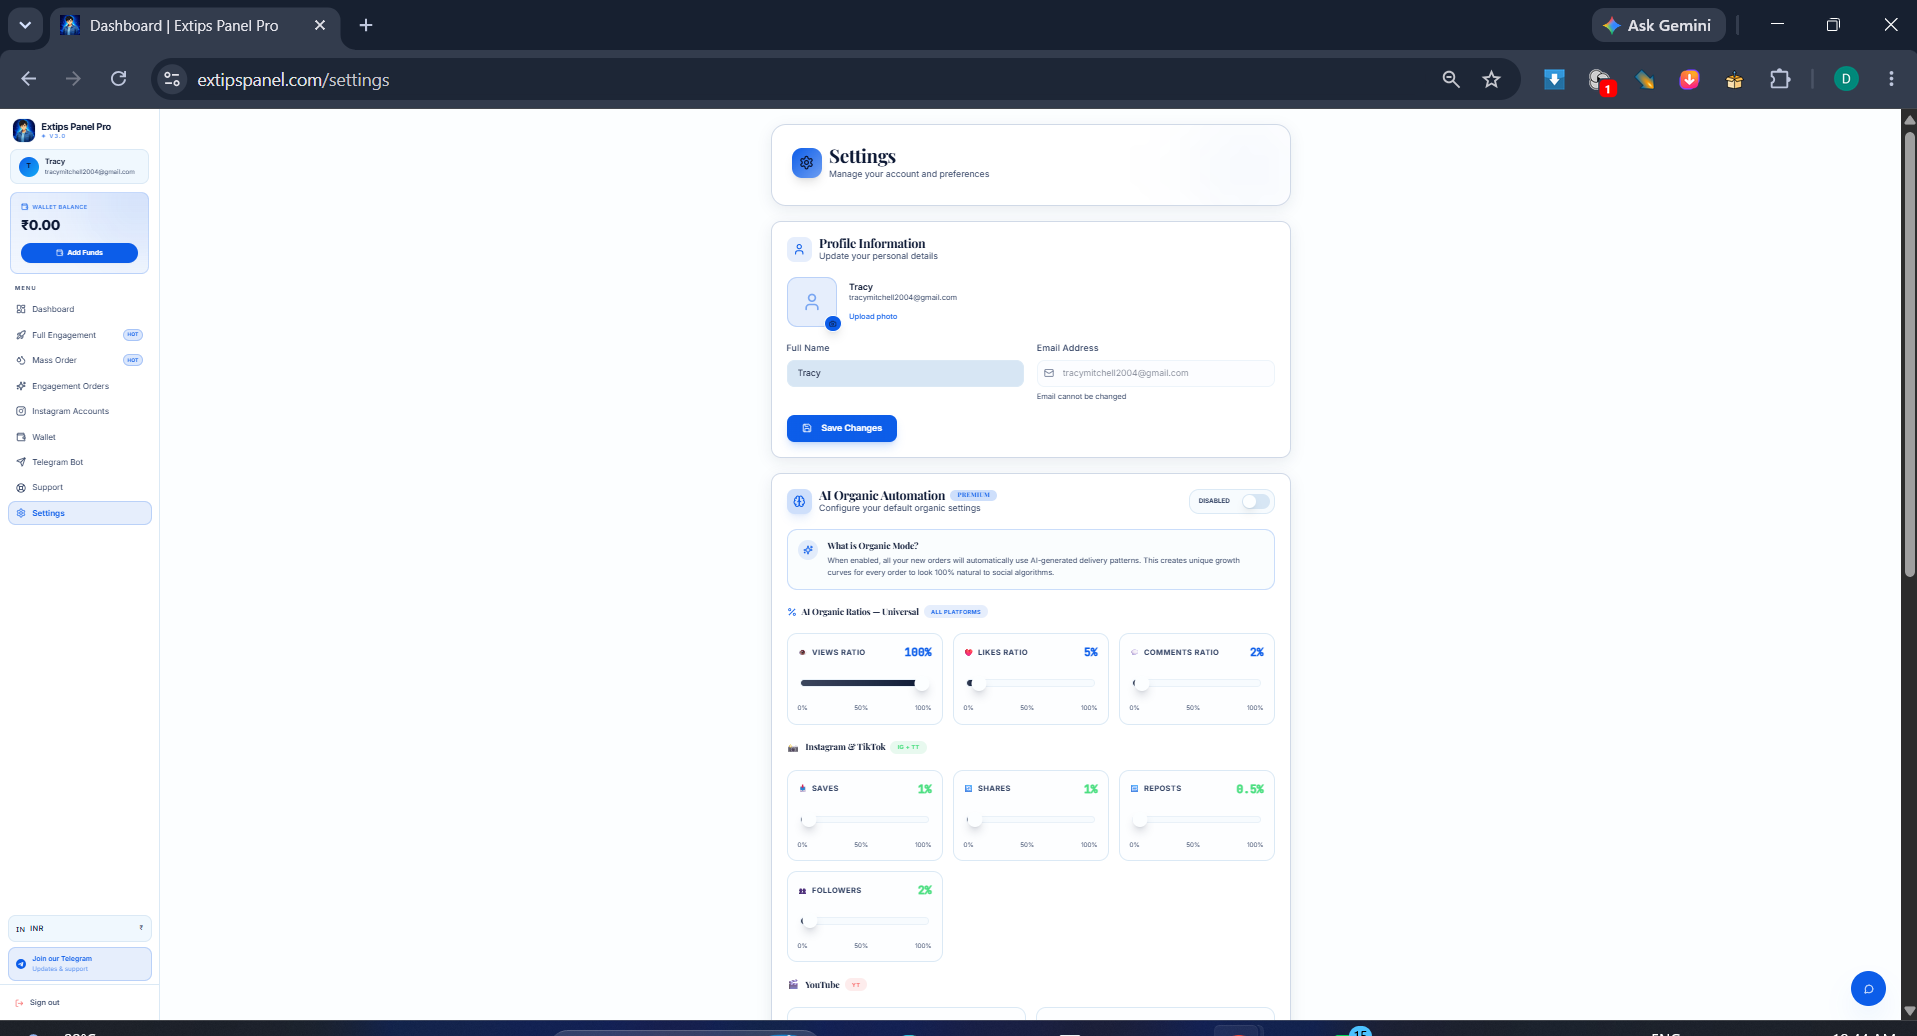 Dashboard | Extips Panel Pro
Ask Gemini
extipspanel.com/settings
1
D
Extips Panel Pro
V3.0
T
Tracy
tracymitchell2004@gmail.com
WALLET BALANCE
₹0.00
Add Funds
MENU
Dashboard
Full Engagement HOT
Mass Order HOT
Engagement Orders
Instagram Accounts
Wallet
Telegram Bot
Support
Settings
IN INR ₹
Join our Telegram
Updates & support
Sign out
Settings
Manage your account and preferences
Profile Information
Update your personal details
Tracy
tracymitchell2004@gmail.com
Upload photo
Full Name
Tracy
Email Address
tracymitchell2004@gmail.com
Email cannot be changed
Save Changes
AI Organic Automation PREMIUM
Configure your default organic settings
DISABLED
What is Organic Mode?
When enabled, all your new orders will automatically use AI-generated delivery patterns. This creates unique growth
curves for every order to look 100% natural to social algorithms.
AI Organic Ratios — Universal ALL PLATFORMS
VIEWS RATIO 100%
0% 50% 100%
LIKES RATIO 5%
0% 50% 100%
COMMENTS RATIO 2%
0% 50% 100%
Instagram & TikTok IG + TT
SAVES 1%
0% 50% 100%
SHARES 1%
0% 50% 100%
REPOSTS 0.5%
0% 50% 100%
FOLLOWERS 2%
0% 50% 100%
YouTube YT
15